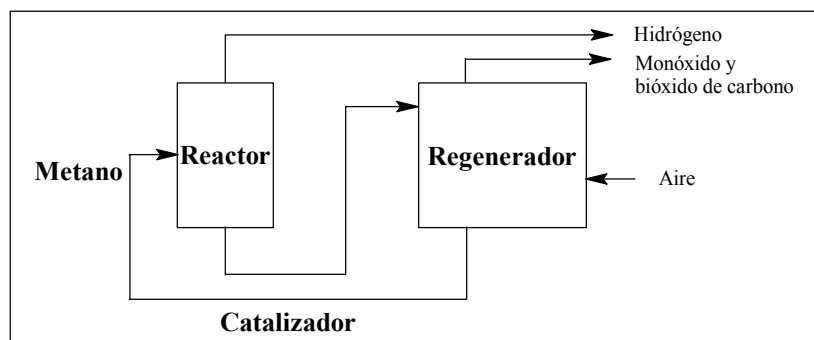 Hidrógeno
Monóxido y
bióxido de carbono
Reactor
Regenerador
Metano
Aire
Catalizador